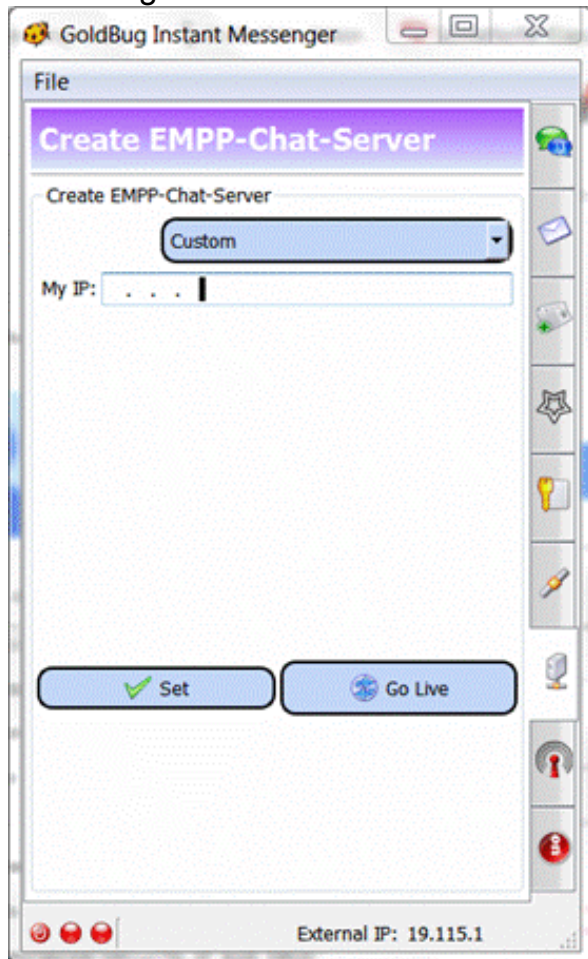 GoldBug Instant Messenger
File
Create EMPP-Chat-Server
Create EMPP-Chat-Server
Custom
My IP: . . .
Set
Go Live
External IP: 19.115.1